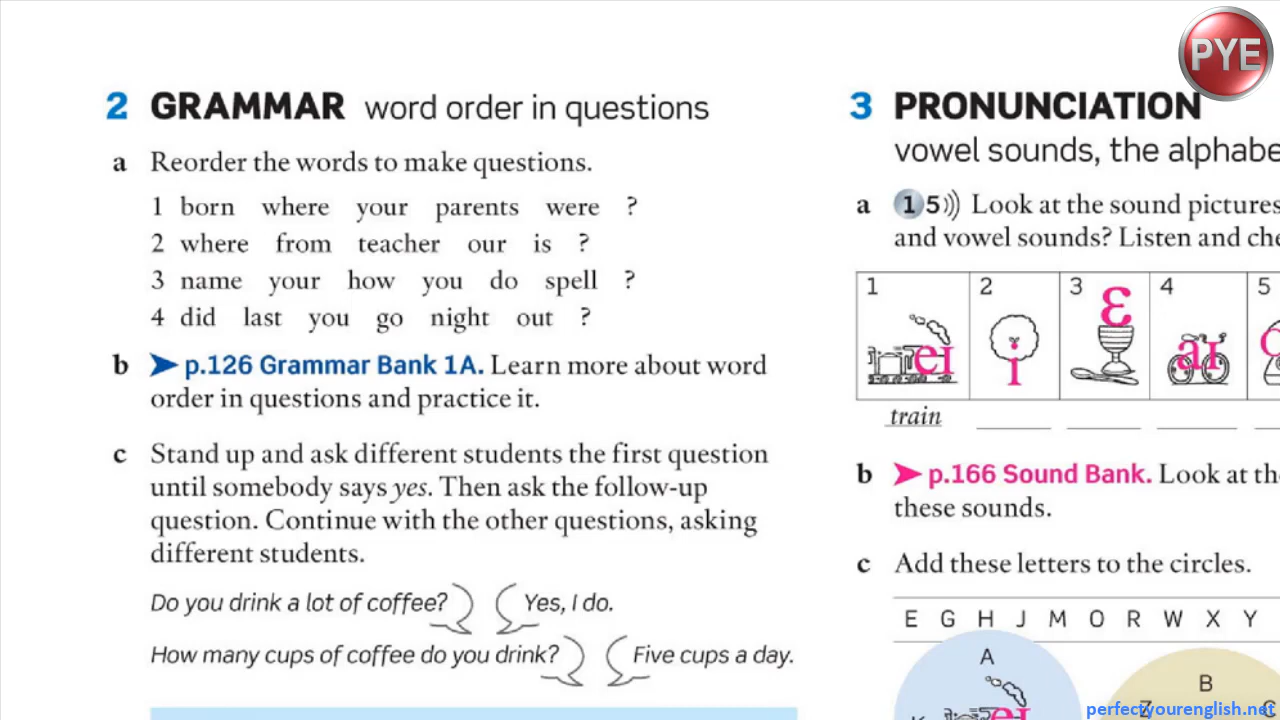 PYE
2 GRAMMAR word order in questions
a Reorder the words to make questions.
1 born where your parents were ?
2 where from teacher our is ?
3 name your how you do spell ?
4 did last you go night out ?
b p.126 Grammar Bank 1A. Learn more about word
order in questions and practice it.
c Stand up and ask different students the first question
until somebody says yes. Then ask the follow-up
question. Continue with the other questions, asking
different students.
Do you drink a lot of coffee? Yes, I do.
How many cups of coffee do you drink? Five cups a day.
3 PRONUNCIATION
vowel sounds, the alphabe
a 1 5 Look at the sound pictures
and vowel sounds? Listen and che
1 2 3 4 5
eɪ i ɛ aɪ
train
b p.166 Sound Bank. Look at th
these sounds.
c Add these letters to the circles.
E G H J M O R W X Y
A
B
eɪ
Z
perfectyourenglish.net